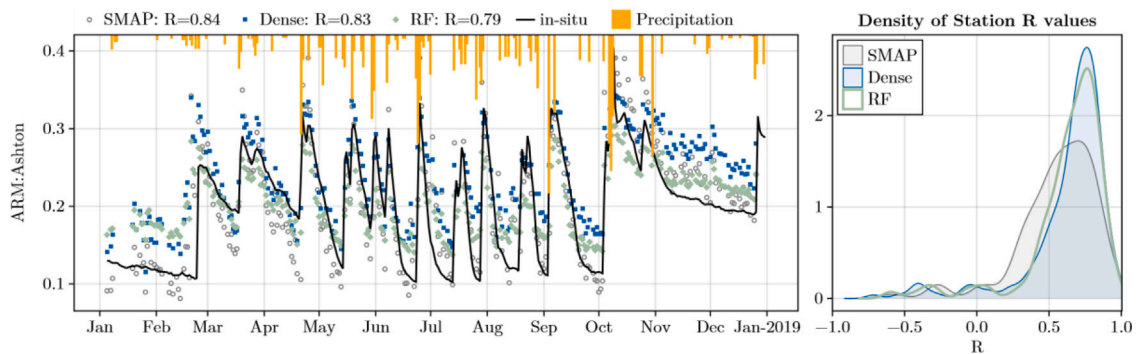 SMAP: R=0.84 Dense: R=0.83 RF: R=0.79 in-situ Precipitation
ARM:Ashton
0.4
0.3
0.2
0.1
Jan Feb Mar Apr May Jun Jul Aug Sep Oct Nov Dec Jan-2019
Density of Station R values
SMAP
Dense
RF
2
1
0
−1.0 −0.5 0.0 0.5 1.0
R